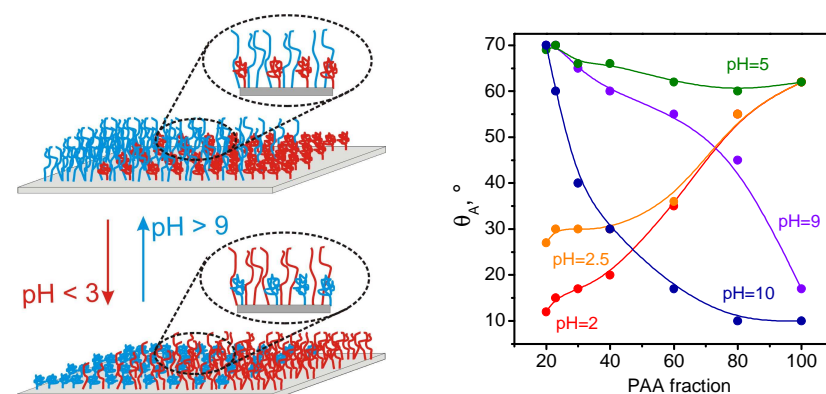 pH > 9
pH < 3
θA, °
70
60
50
40
30
20
10
pH=5
pH=9
pH=2.5
pH=10
pH=2
20
40
60
80
100
PAA fraction